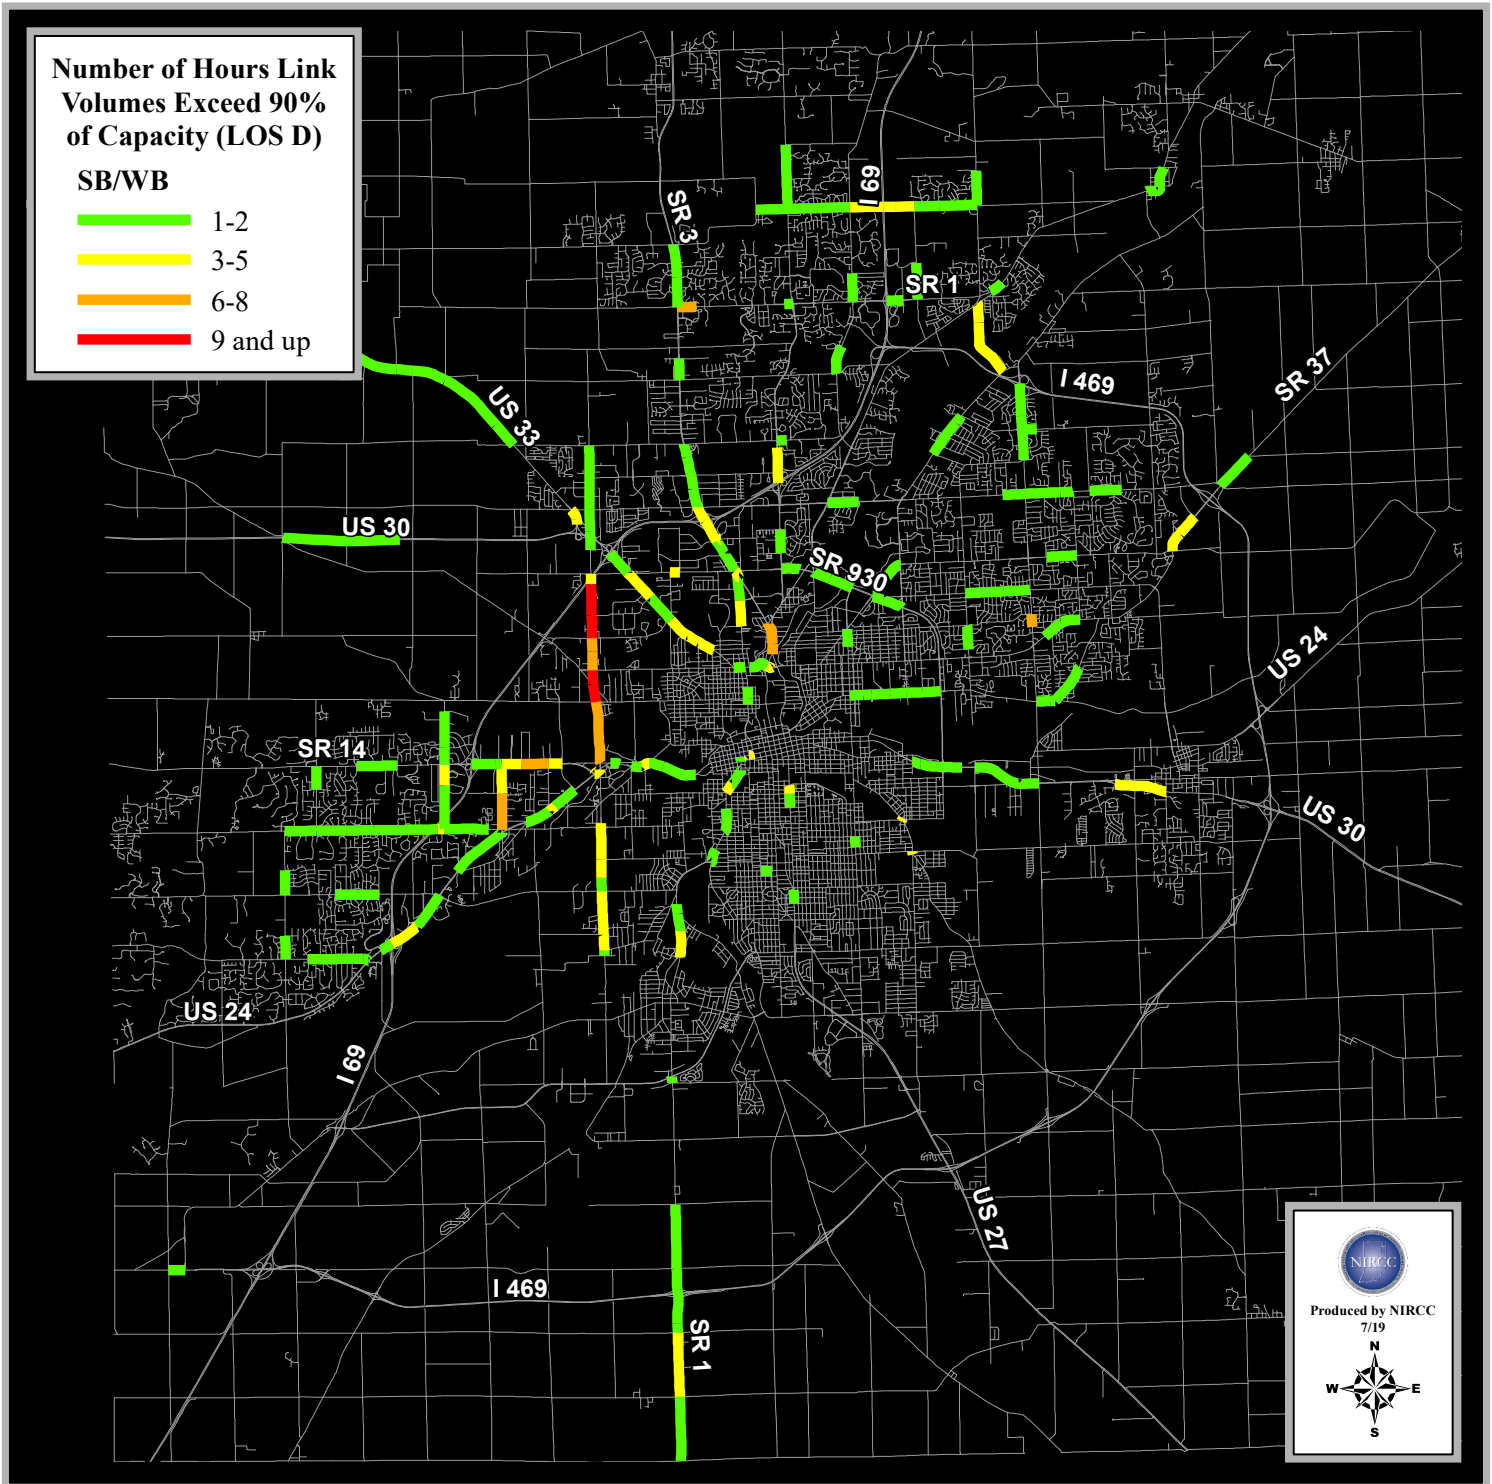 Number of Hours Link
Volumes Exceed 90%
of Capacity (LOS D)
SB/WB
1-2
3-5
6-8
9 and up
I 69
SR 3
SR 1
SR 37
I 469
US 33
US 30
SR 930
US 24
SR 14
US 30
US 24
I 69
US 27
I 469
SR 1
NIRCC
Produced by NIRCC
7/19
N
W
E
S